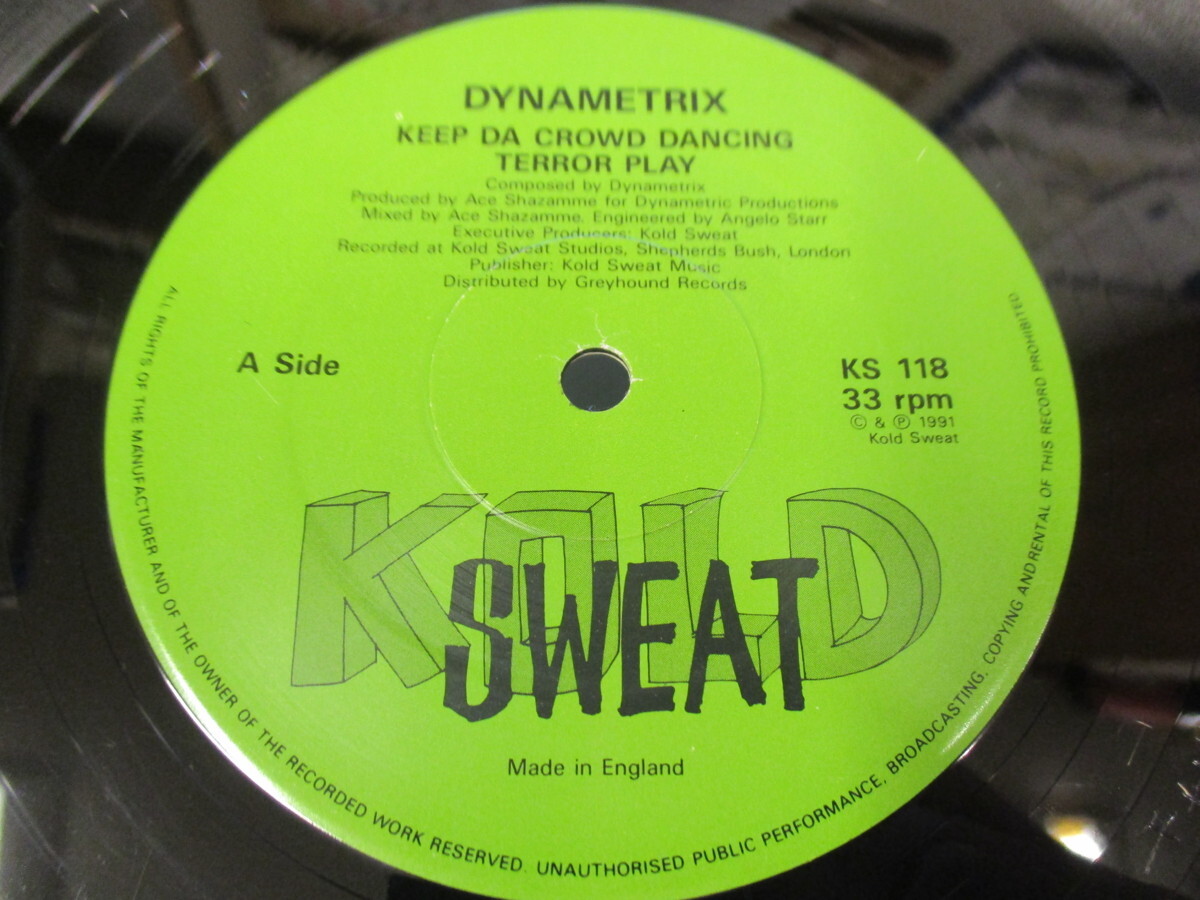 DYNAMETRIX
KEEP DA CROWD DANCING
TERROR PLAY
Composed by Dynametrix
Produced by Ace Shazamme for Dynametric Productions
Mixed by Ace Shazamme. Engineered by Angelo Starr
Executive Producers: Kold Sweat
Recorded at Kold Sweat Studios, Shepherds Bush, London
Publisher: Kold Sweat Music
Distributed by Greyhound Records
A Side
KS 118
33 rpm
© & ℗ 1991
Kold Sweat
KOLD
SWEAT
Made in England
ALL RIGHTS OF THE MANUFACTURER AND OF THE OWNER OF THE RECORDED WORK RESERVED. UNAUTHORISED PUBLIC PERFORMANCE, BROADCASTING, COPYING AND RENTAL OF THIS RECORD PROHIBITED